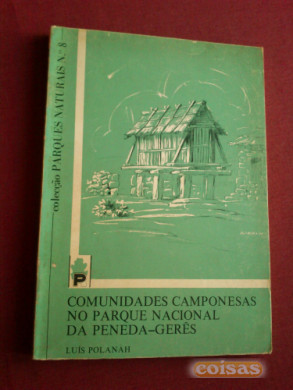 colecção PARQUES NATURAIS N.º 8
P
COMUNIDADES CAMPONESAS
NO PARQUE NACIONAL
DA PENEDA-GERÊS
LUÍS POLANAH
coisas